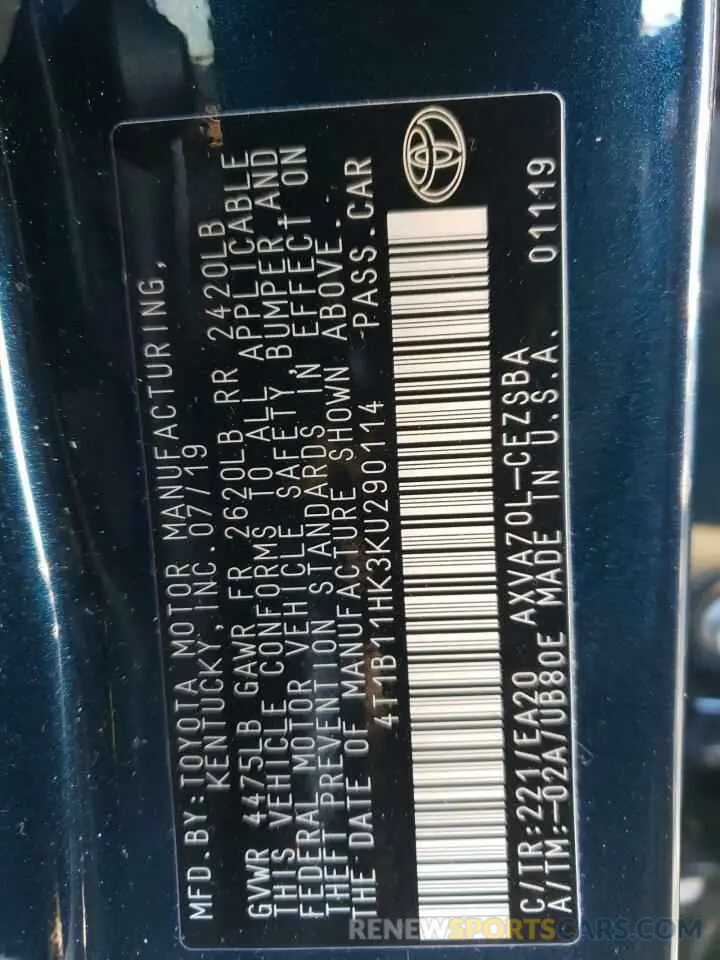 MFD.BY:TOYOTA MOTOR MANUFACTURING,
KENTUCKY,INC.07/19
GVWR 4475LB GAWR FR 2620LB RR 2420LB
THIS VEHICLE CONFORMS TO ALL APPLICABLE
FEDERAL MOTOR VEHICLE SAFETY,BUMPER,AND
THEFT PREVENTION STANDARDS IN EFFECT ON
THE DATE OF MANUFACTURE SHOWN ABOVE.
4T1B11HK3KU290114 PASS.CAR
C/TR:221/EA20 AXVA70L-CEZSBA 01119
A/TM:-02A/UB80E MADE IN U.S.A.
RENEWSPORTSCARS.COM